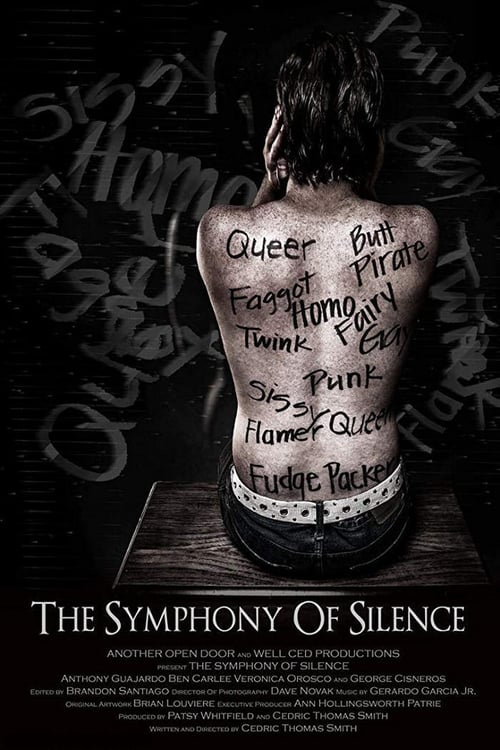 Sissy
Punk
Homo
Gay
Queer
Butt
Pirate
Faggot
Homo
Fairy
Twink
Gay
Punk
Sissy
Flamer
Queer
Fudge Packer
THE SYMPHONY OF SILENCE
ANOTHER OPEN DOOR AND WELL CED PRODUCTIONS
PRESENT THE SYMPHONY OF SILENCE
ANTHONY GUAJARDO BEN CARLEE VERONICA OROSCO AND GEORGE CISNEROS
EDITED BY BRANDON SANTIAGO DIRECTOR OF PHOTOGRAPHY DAVE NOVAK MUSIC BY GERARDO GARCIA JR.
ORIGINAL ARTWORK BRIAN LOUVIERE EXECUTIVE PRODUCER ANN HOLLINGSWORTH PATRIE
PRODUCED BY PATSY WHITFIELD AND CEDRIC THOMAS SMITH
WRITTEN AND DIRECTED BY CEDRIC THOMAS SMITH